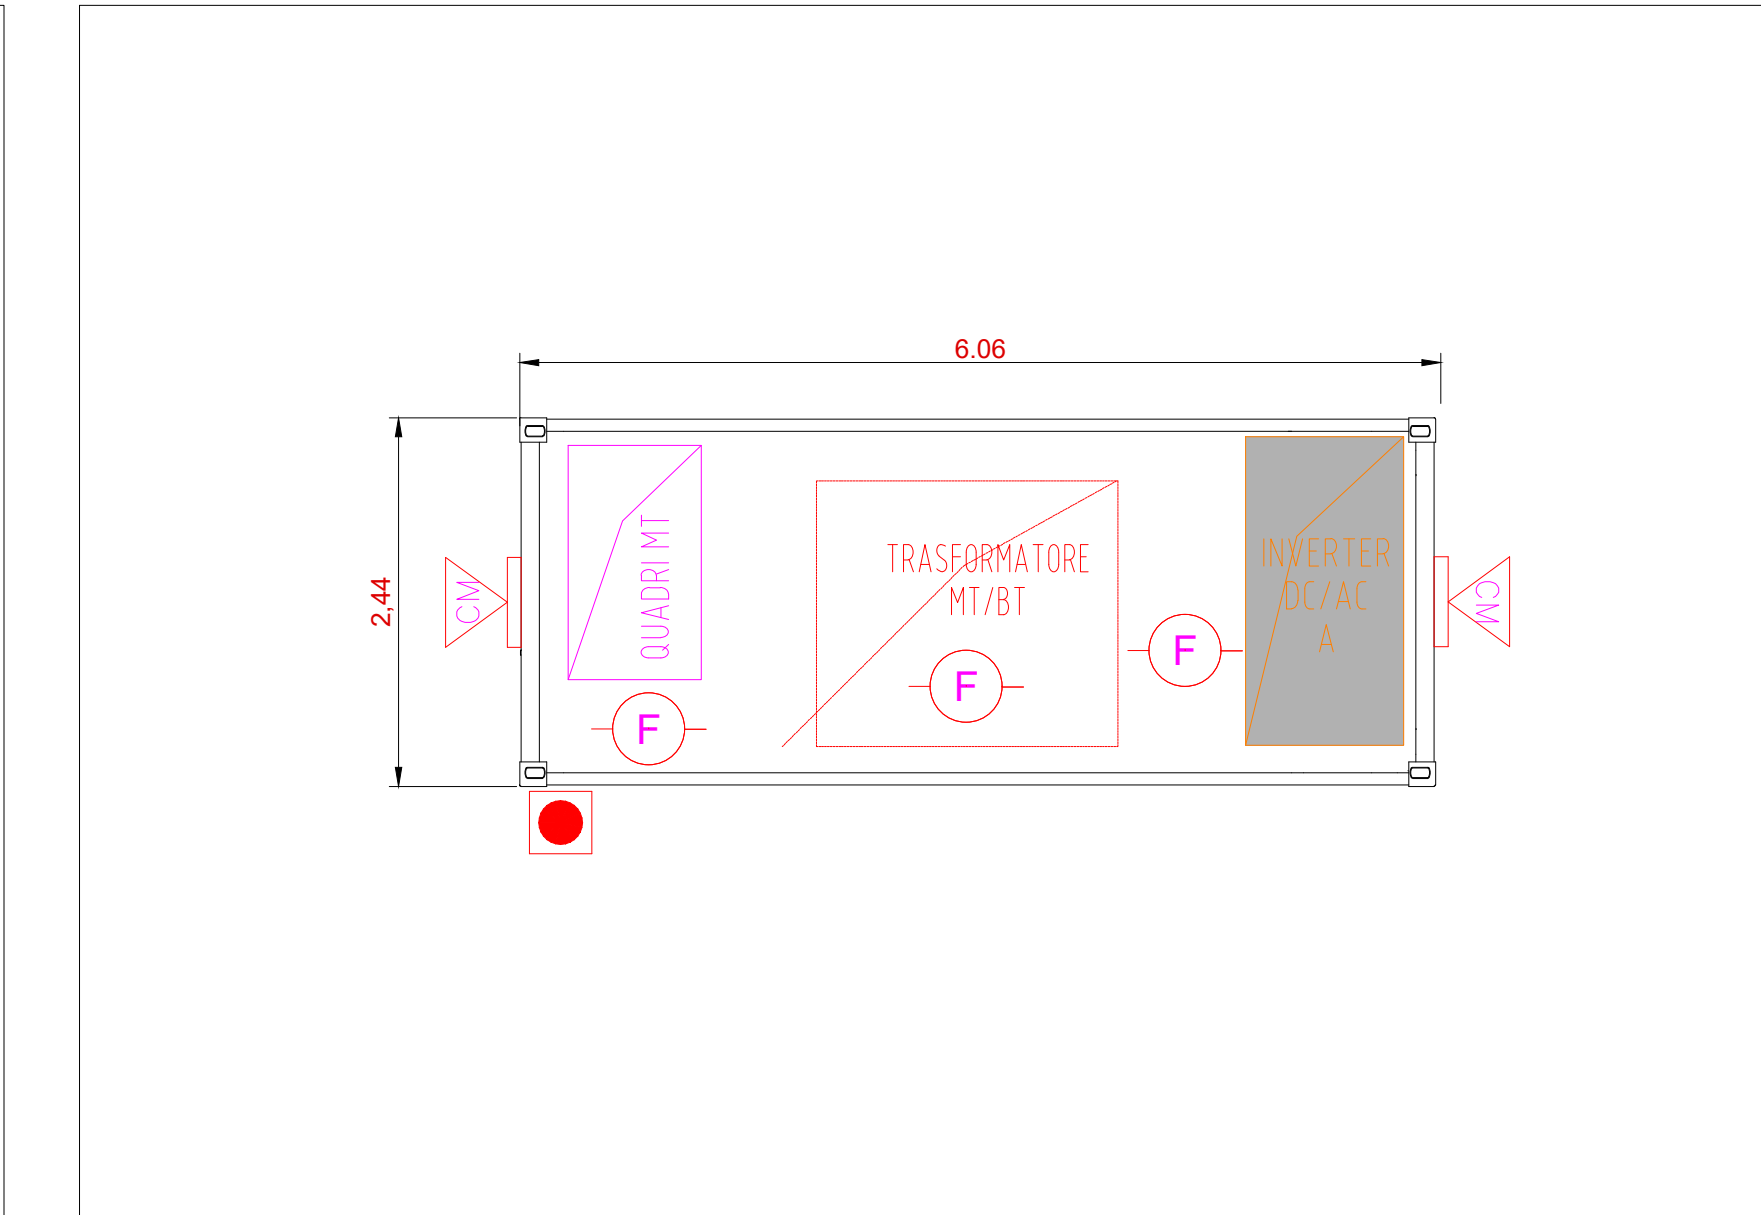 6.06
2,44
CM
QUADRI MT
F
TRASFORMATORE
MT/BT
F
F
INVERTER
DC/AC
A
CM